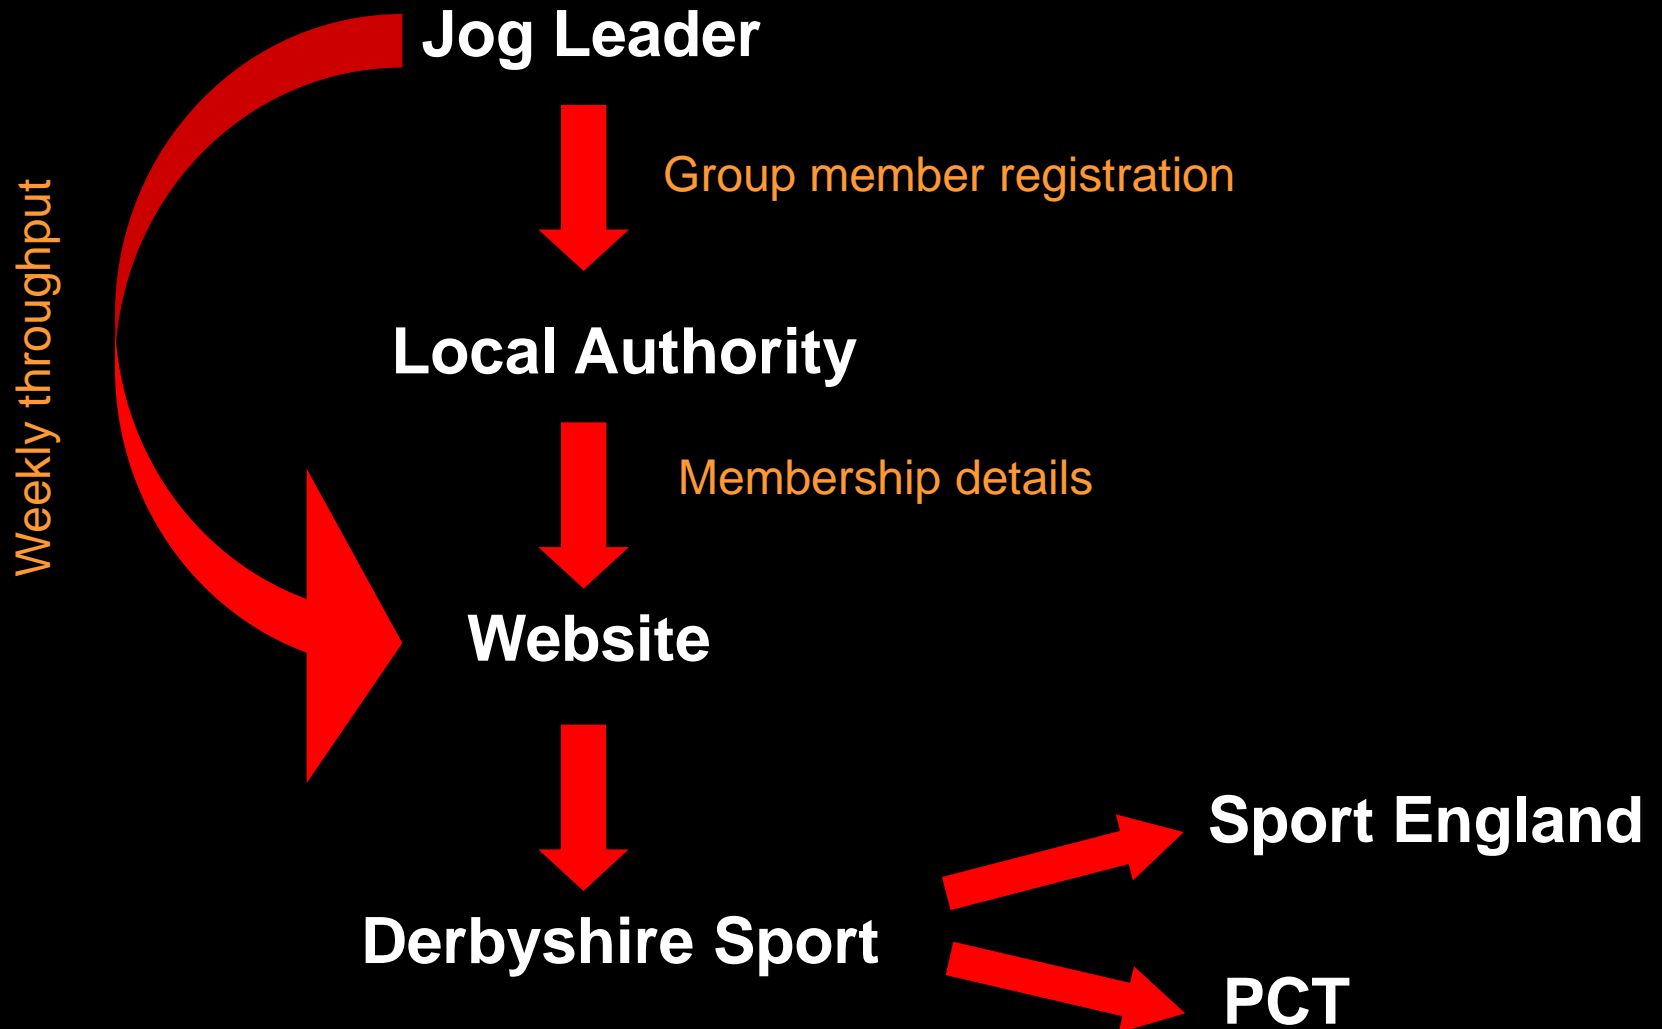 Jog Leader
Group member registration
Weekly throughput
Local Authority
Membership details
Website
Sport England
Derbyshire Sport
PCT